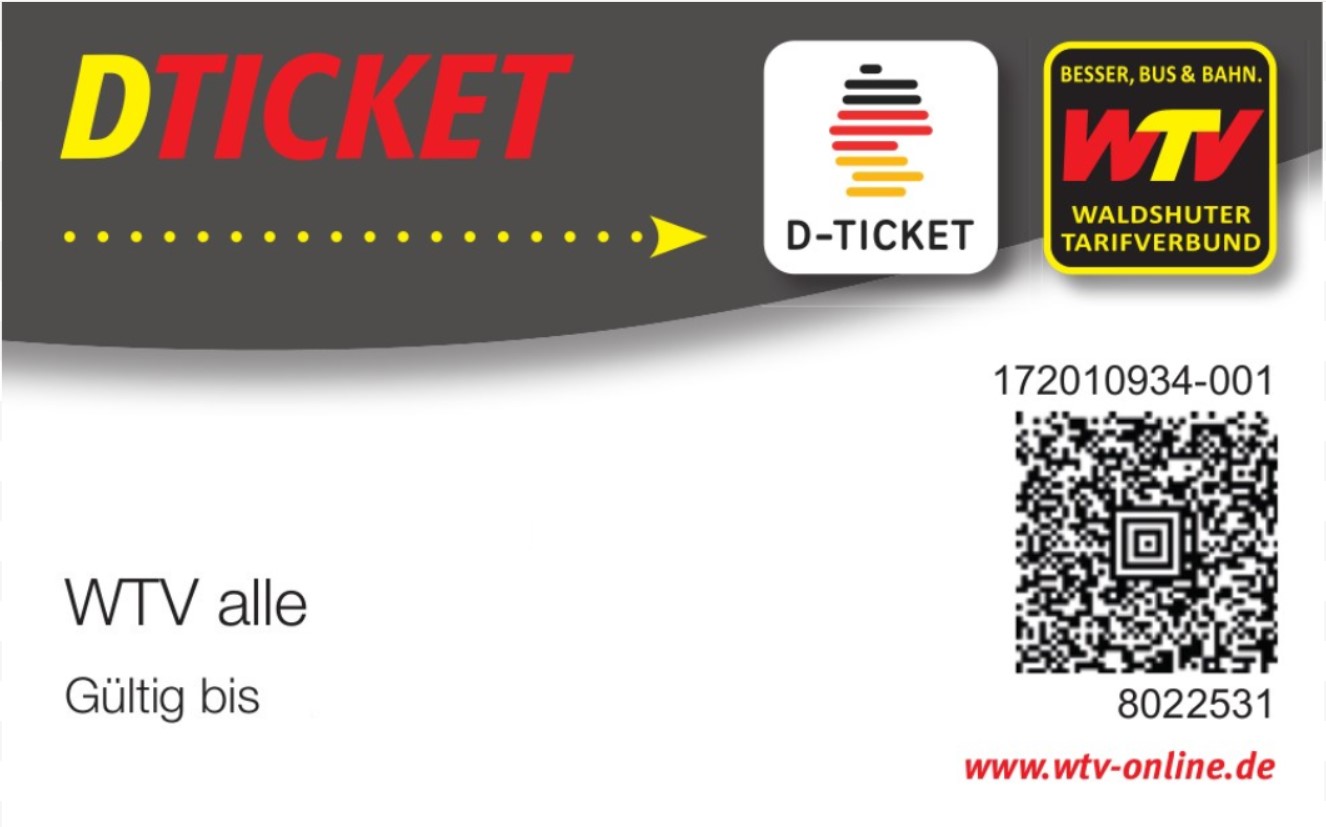 DTICKET
D-TICKET
BESSER, BUS & BAHN.
WTV
WALDSHUTER
TARIFVERBUND
172010934-001
WTV alle
Gültig bis
8022531
www.wtv-online.de